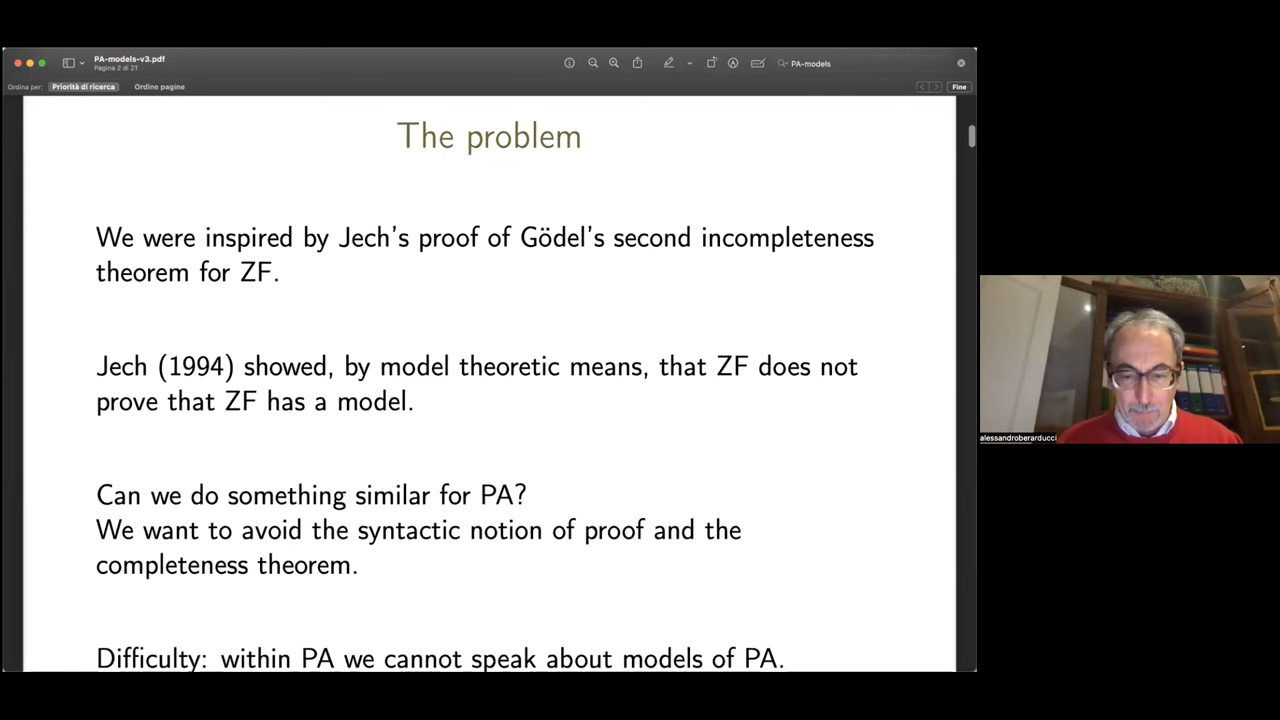 PA-models-v3.pdf
Pagina 2 di 21
PA-models
Ordina per: Priorità di ricerca Ordine pagine
Fine
The problem
We were inspired by Jech's proof of Gödel's second incompleteness
theorem for ZF.
Jech (1994) showed, by model theoretic means, that ZF does not
prove that ZF has a model.
Can we do something similar for PA?
We want to avoid the syntactic notion of proof and the
completeness theorem.
Difficulty: within PA we cannot speak about models of PA.
alessandroberarducci